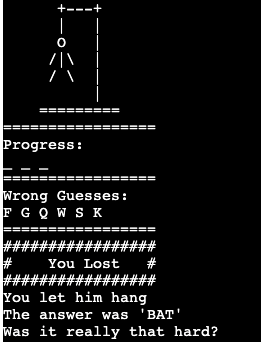 +---+
|   |
O   |
/|\  |
/ \  |
|
=========
=================
Progress:
_ _ _
=================
Wrong Guesses:
F G Q W S K
=================
#################
#    You Lost   #
#################
You let him hang
The answer was 'BAT'
Was it really that hard?